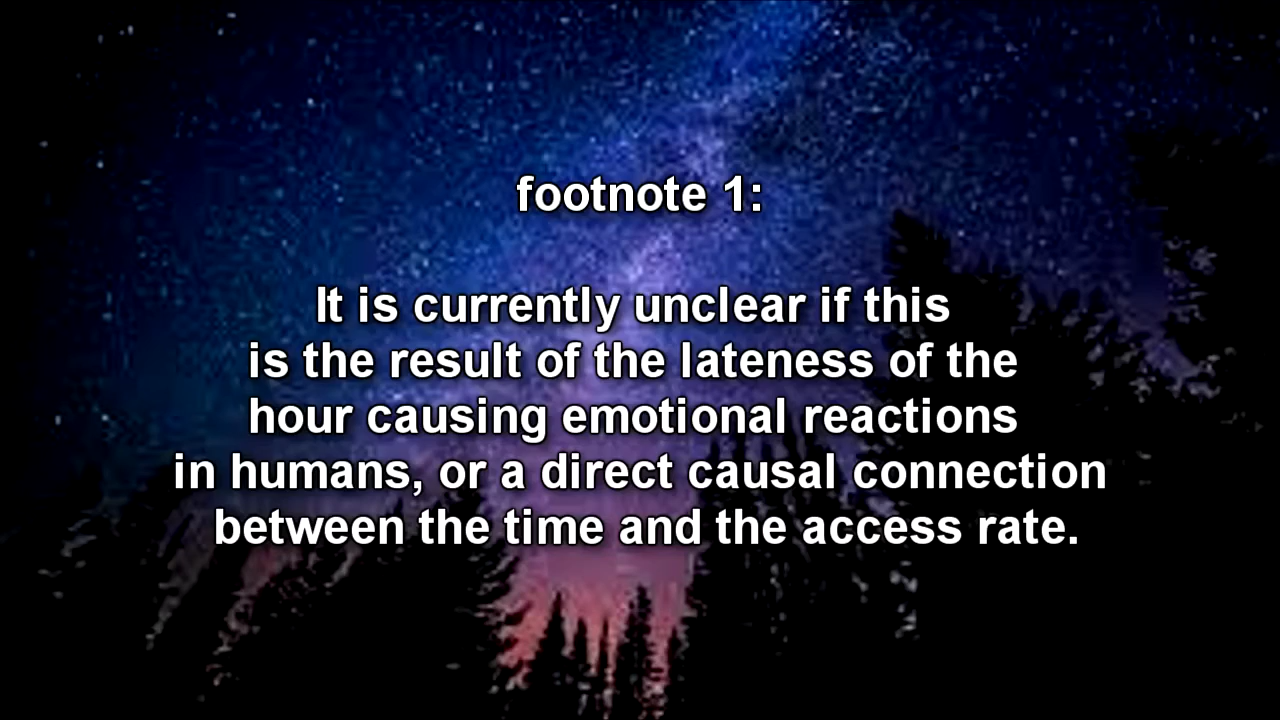 footnote 1:
It is currently unclear if this
is the result of the lateness of the
hour causing emotional reactions
in humans, or a direct causal connection
between the time and the access rate.